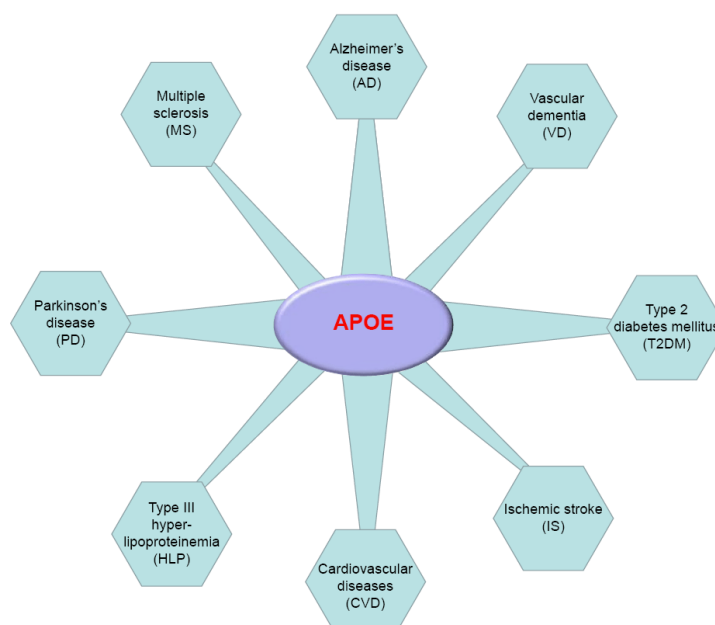 Alzheimer's
disease
(AD)
Multiple
sclerosis
(MS)
Vascular
dementia
(VD)
Parkinson's
disease
(PD)
APOE
Type 2
diabetes mellitus
(T2DM)
Type III
hyper-
lipoproteinemia
(HLP)
Ischemic stroke
(IS)
Cardiovascular
diseases
(CVD)